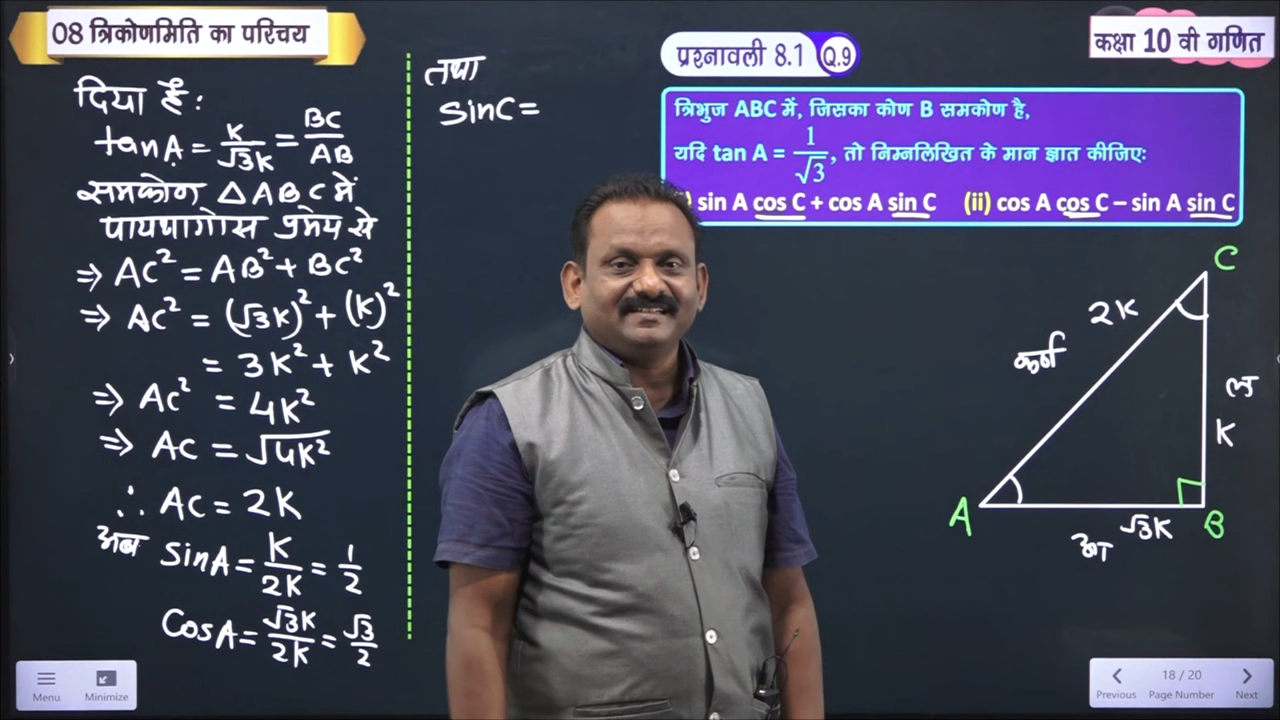 08 त्रिकोणमिति का परिचय
दिया है:
tanA = K/√3K = BC/AB
समकोण △ABC में
पायथागोस प्रमेय से
⇒ AC² = AB² + BC²
⇒ AC² = (√3K)² + (K)²
= 3K² + K²
⇒ AC² = 4K²
⇒ AC = √4K²
∴ AC = 2K
अब sinA = K/2K = 1/2
CosA = √3K/2K = √3/2
तथा
sinC =
प्रश्नावली 8.1 Q.9
कक्षा 10 वी गणित
त्रिभुज ABC में, जिसका कोण B समकोण है,
यदि tan A = 1/√3, तो निम्नलिखित के मान ज्ञात कीजिए:
sin A cos C + cos A sin C (ii) cos A cos C – sin A sin C
C
2K
कर्ण
ल
K
A
√3K
B
आ
Menu
Minimize
Previous
18 / 20
Page Number
Next